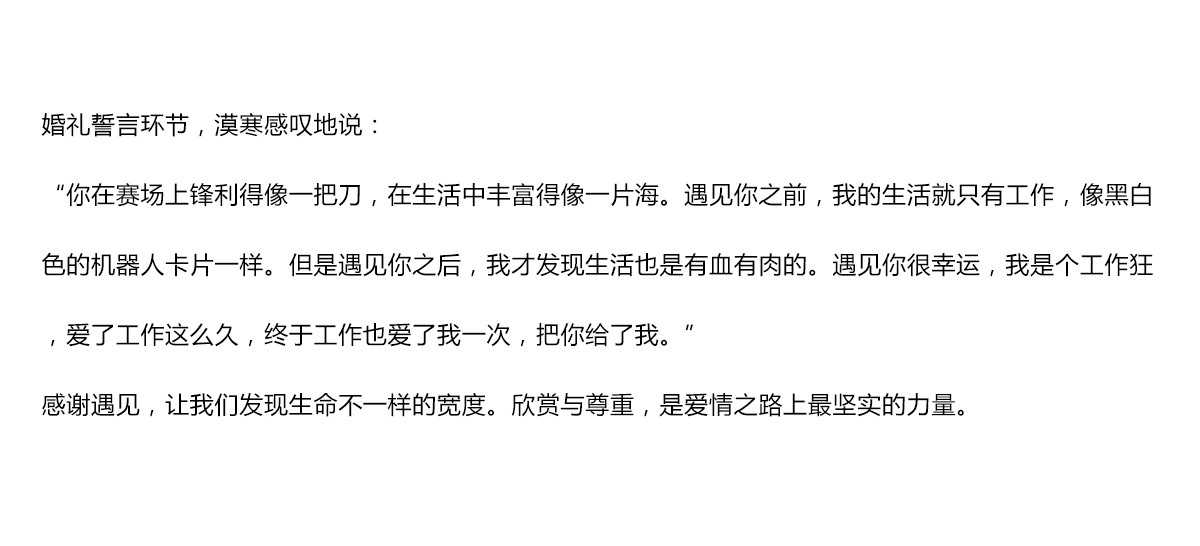 婚礼誓言环节，漠寒感叹地说：
“你在赛场上锋利得像一把刀，在生活中丰富得像一片海。遇见你之前，我的生活就只有工作，像黑白
色的机器人卡片一样。但是遇见你之后，我才发现生活也是有血有肉的。遇见你很幸运，我是个工作狂
，爱了工作这么久，终于工作也爱了我一次，把你给了我。“
感谢遇见，让我们发现生命不一样的宽度。欣赏与尊重，是爱情之路上最坚实的力量。